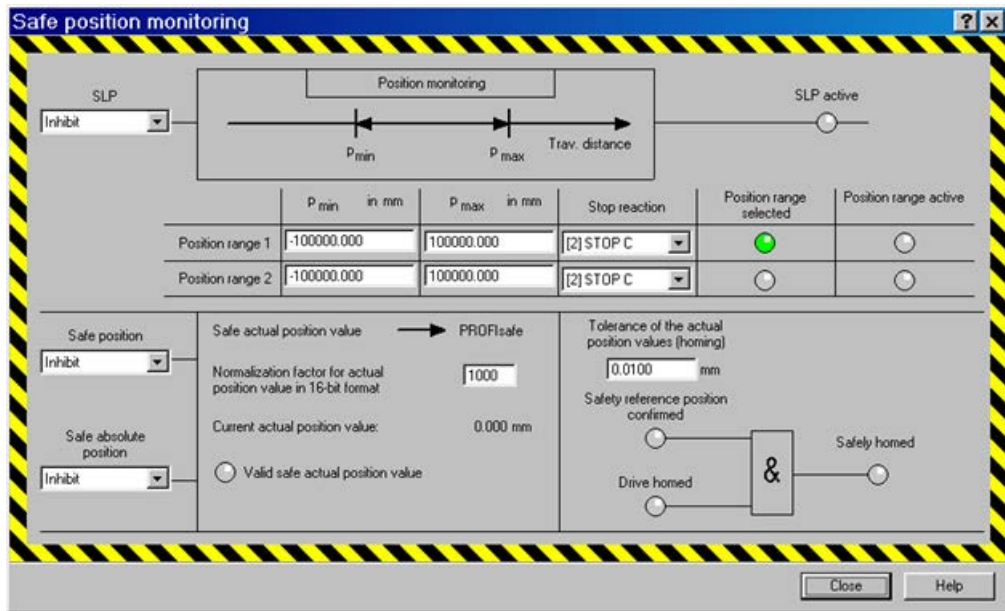 Safe position monitoring
SLP
Inhibit
Position monitoring
Pmin
Pmax
Trav. distance
SLP active
Pmin in mm
Pmax in mm
Stop reaction
Position range selected
Position range active
Position range 1
-100000.000
100000.000
[2] STOP C
Position range 2
-100000.000
100000.000
[2] STOP C
Safe position
Inhibit
Safe absolute
position
Inhibit
Safe actual position value
PROFIsafe
Normalization factor for actual
position value in 16-bit format
1000
Current actual position value:
0.000 mm
Valid safe actual position value
Tolerance of the actual
position values (homing)
0.0100
mm
Safety reference position
confirmed
Drive homed
&
Safely homed
Close
Help